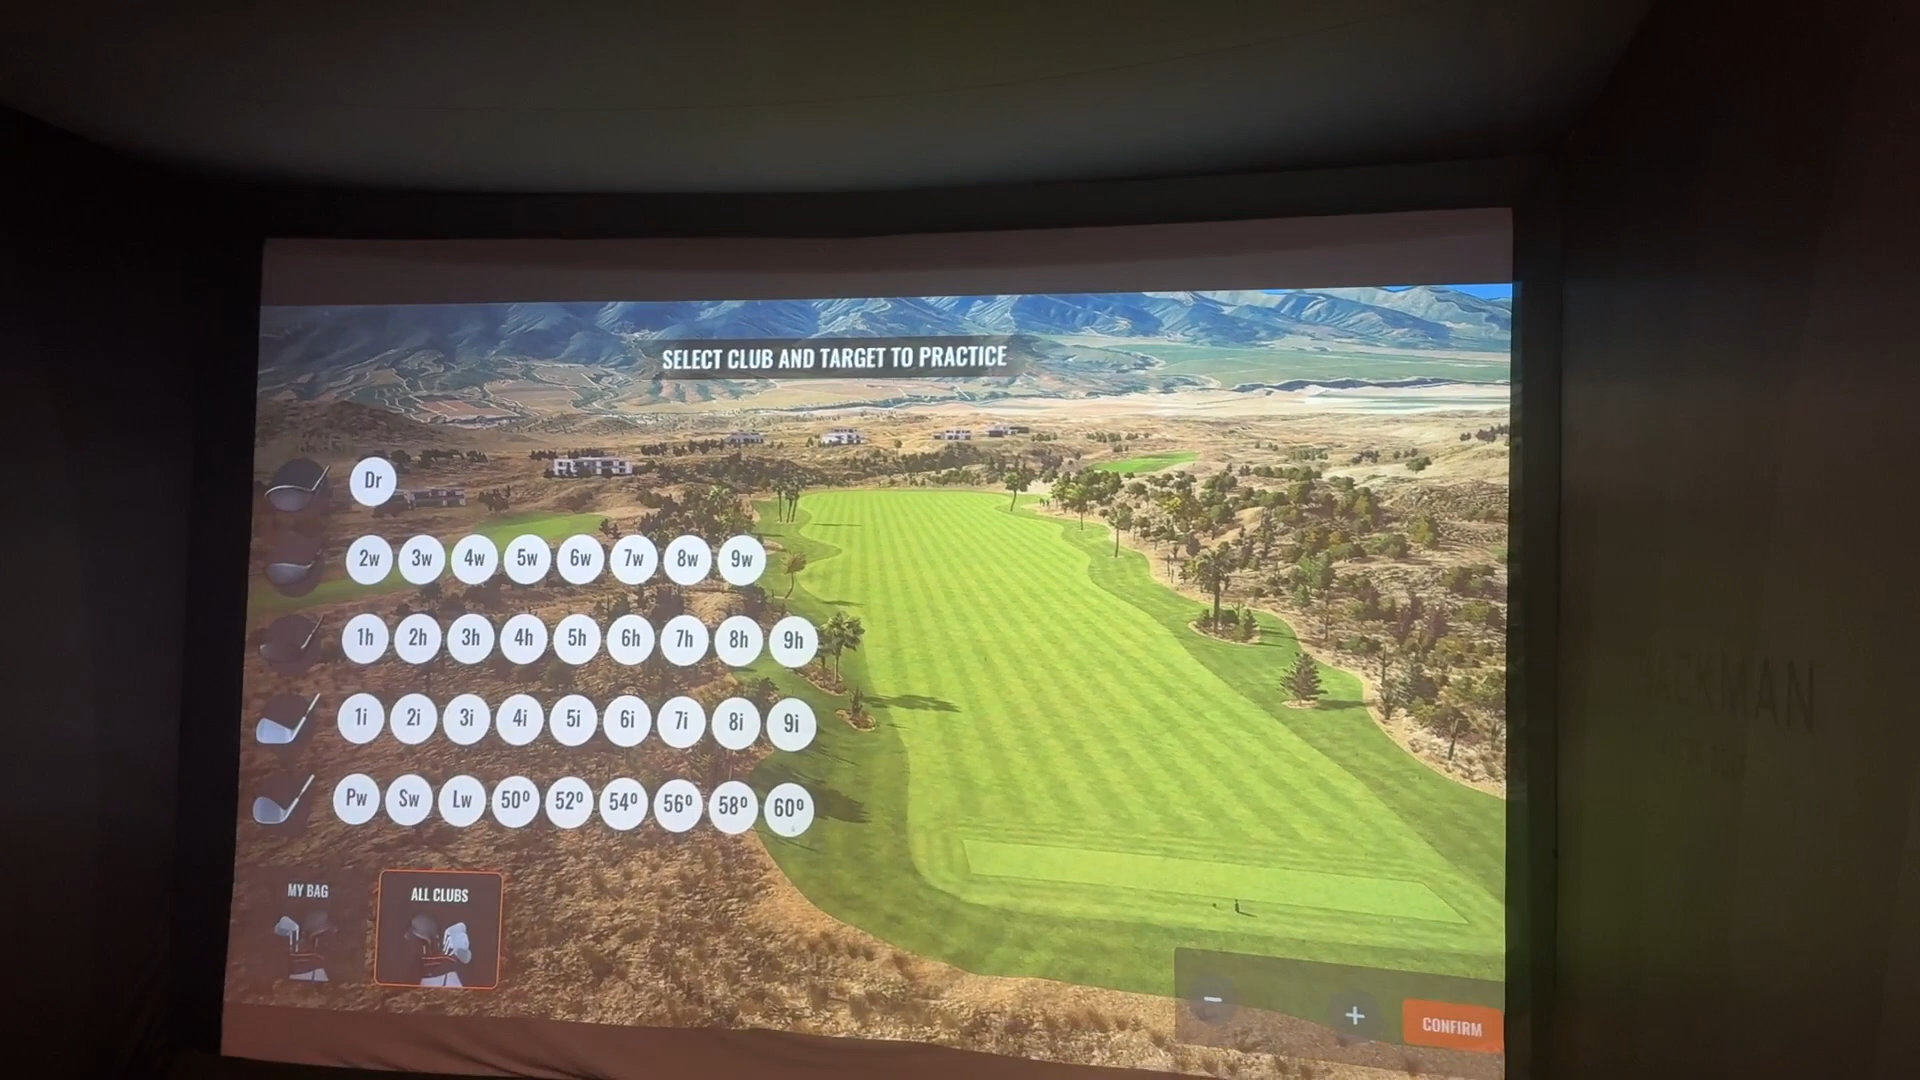 SELECT CLUB AND TARGET TO PRACTICE
Dr
2w 3w 4w 5w 6w 7w 8w 9w
1h 2h 3h 4h 5h 6h 7h 8h 9h
1i 2i 3i 4i 5i 6i 7i 8i 9i
Pw Sw Lw 50º 52º 54º 56º 58º 60º
MY BAG
ALL CLUBS
− +
CONFIRM